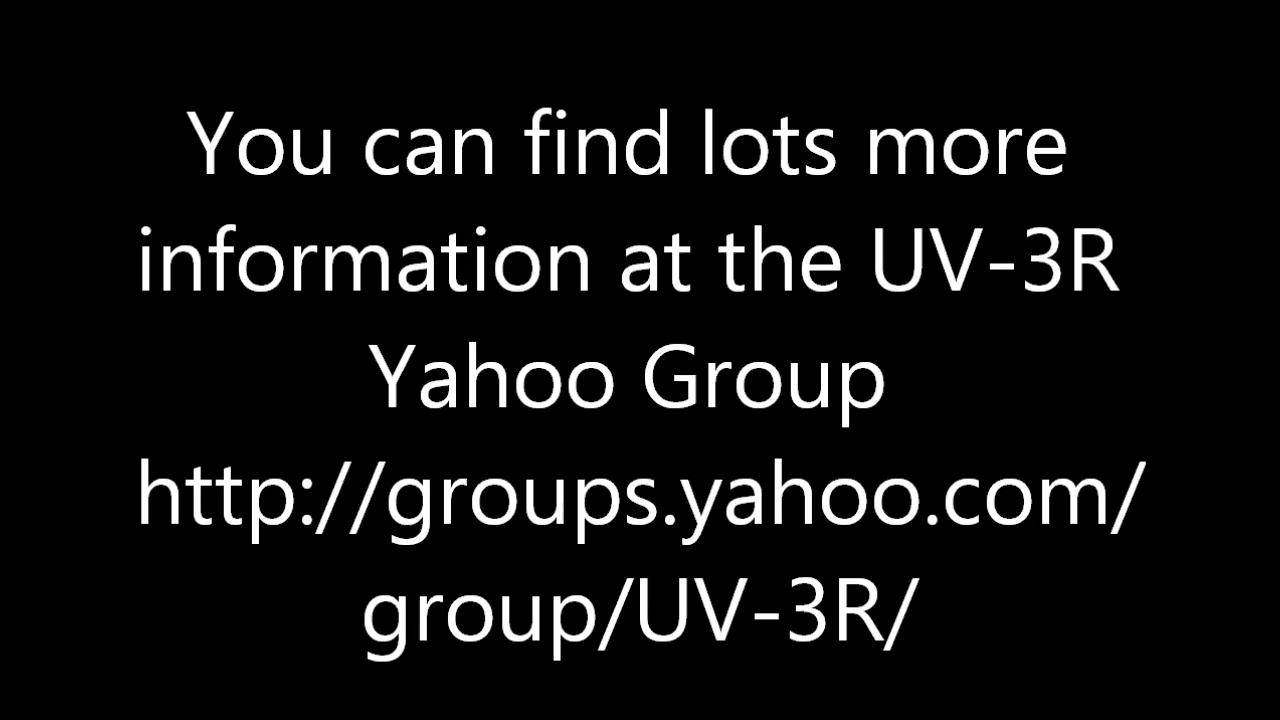 You can find lots more
information at the UV-3R
Yahoo Group
http://groups.yahoo.com/
group/UV-3R/